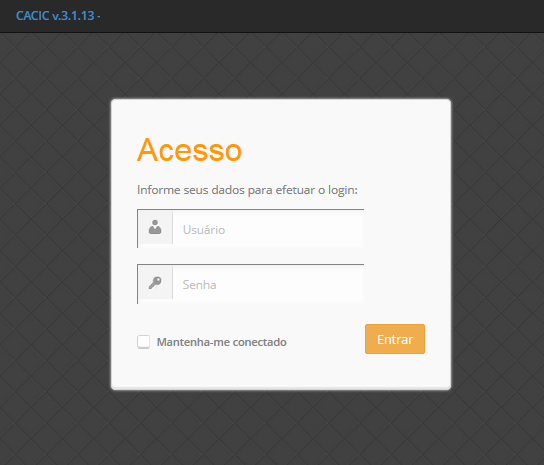 CACIC v.3.1.13 -
Acesso
Informe seus dados para efetuar o login:
Usuário
Senha
Mantenha-me conectado
Entrar